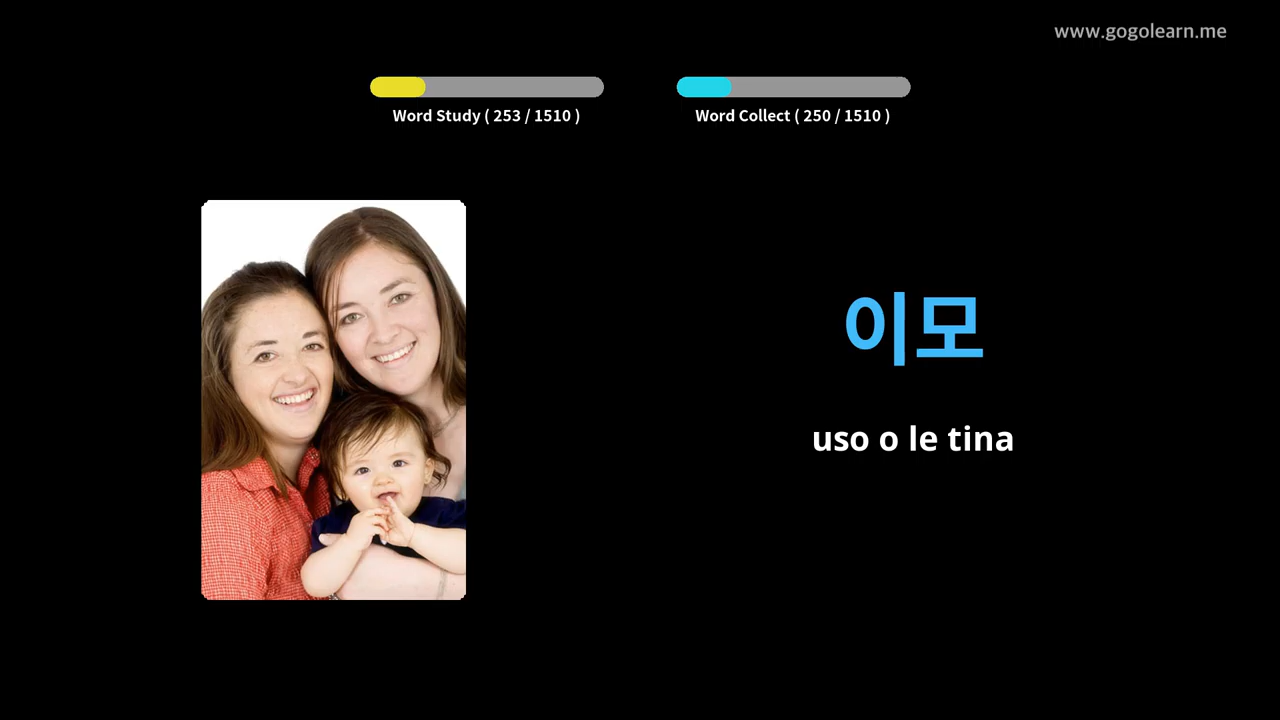 www.gogolearn.me
Word Study ( 253 / 1510 )
Word Collect ( 250 / 1510 )
이모
uso o le tina